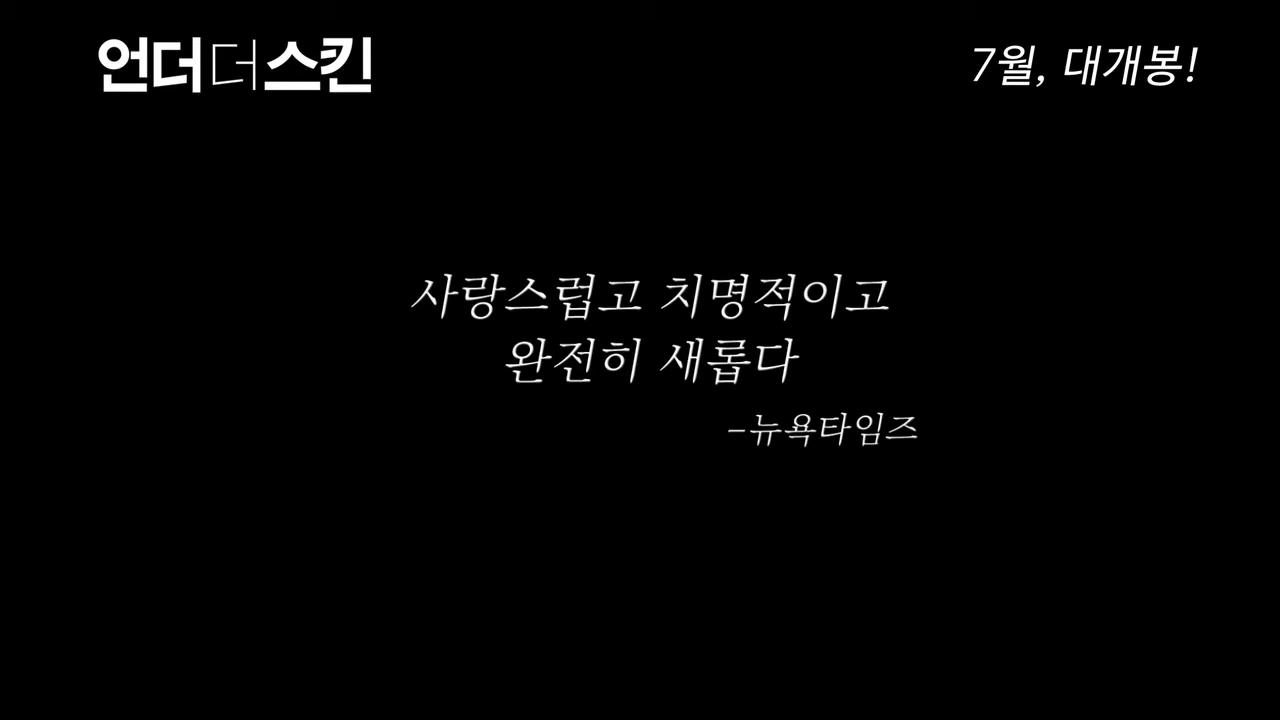 언더더스킨
7월, 대개봉!
사랑스럽고 치명적이고
완전히 새롭다
-뉴욕타임즈